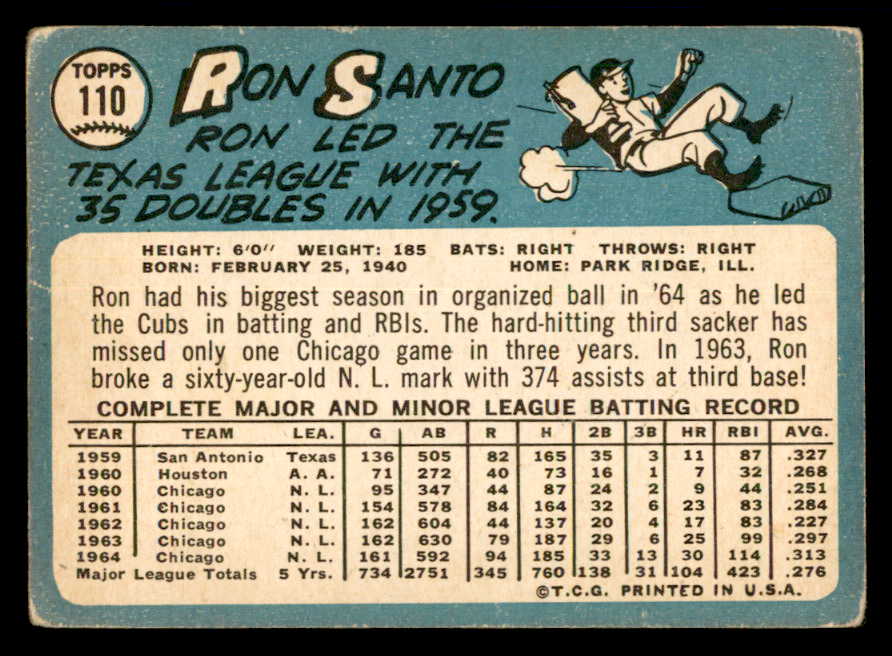 TOPPS
110
RON SANTO
RON LED THE
TEXAS LEAGUE WITH
35 DOUBLES IN 1959.
HEIGHT: 6'0" WEIGHT: 185 BATS: RIGHT THROWS: RIGHT
BORN: FEBRUARY 25, 1940 HOME: PARK RIDGE, ILL.
Ron had his biggest season in organized ball in '64 as he led
the Cubs in batting and RBIs. The hard-hitting third sacker has
missed only one Chicago game in three years. In 1963, Ron
broke a sixty-year-old N. L. mark with 374 assists at third base!
COMPLETE MAJOR AND MINOR LEAGUE BATTING RECORD
YEAR TEAM LEA. G AB R H 2B 3B HR RBI AVG.
1959 San Antonio Texas 136 505 82 165 35 3 11 87 .327
1960 Houston A. A. 71 272 40 73 16 1 7 32 .268
1960 Chicago N. L. 95 347 44 87 24 2 9 44 .251
1961 Chicago N. L. 154 578 84 164 32 6 23 83 .284
1962 Chicago N. L. 162 604 44 137 20 4 17 83 .227
1963 Chicago N. L. 162 630 79 187 29 6 25 99 .297
1964 Chicago N. L. 161 592 94 185 33 13 30 114 .313
Major League Totals 5 Yrs. 734 2751 345 760 138 31 104 423 .276
©T.C.G. PRINTED IN U.S.A.